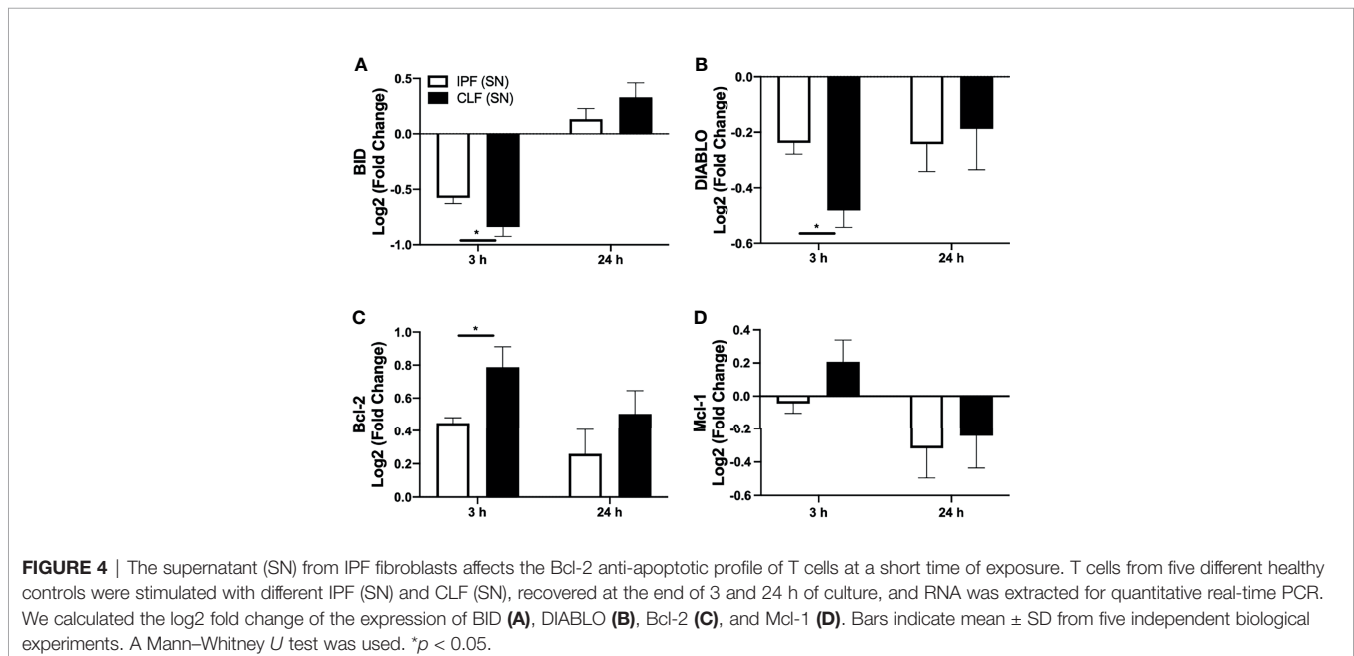 A
IPF (SN)
CLF (SN)
BID
Log2 (Fold Change)
0.5
0.0
-0.5
-1.0
*
3 h
24 h
B
DIABLO
Log2 (Fold Change)
0.0
-0.2
-0.4
-0.6
*
3 h
24 h
C
Bcl-2
Log2 (Fold Change)
1.0
0.8
0.6
0.4
0.2
0.0
*
3 h
24 h
D
Mcl-1
Log2 (Fold Change)
0.4
0.2
0.0
-0.2
-0.4
-0.6
3 h
24 h
FIGURE 4 | The supernatant (SN) from IPF fibroblasts affects the Bcl-2 anti-apoptotic profile of T cells at a short time of exposure. T cells from five different healthy
controls were stimulated with different IPF (SN) and CLF (SN), recovered at the end of 3 and 24 h of culture, and RNA was extracted for quantitative real-time PCR.
We calculated the log2 fold change of the expression of BID (A), DIABLO (B), Bcl-2 (C), and Mcl-1 (D). Bars indicate mean ± SD from five independent biological
experiments. A Mann–Whitney U test was used. *p < 0.05.